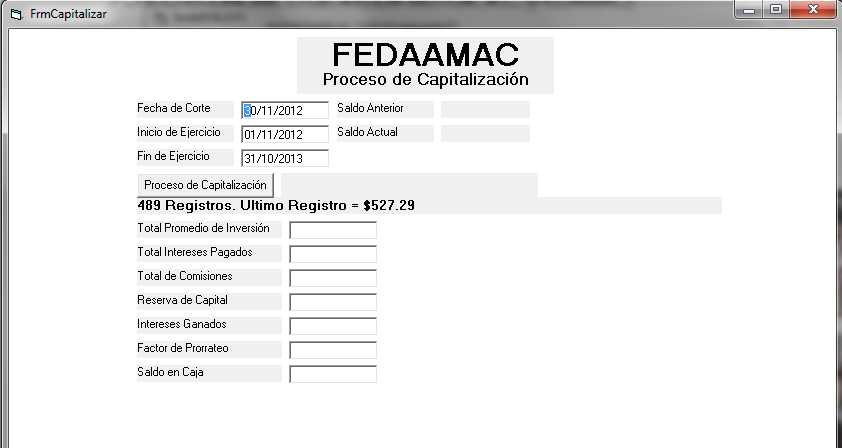 FrmCapitalizar
FEDAAMAC
Proceso de Capitalización
Fecha de Corte 30/11/2012 Saldo Anterior
Inicio de Ejercicio 01/11/2012 Saldo Actual
Fin de Ejercicio 31/10/2013
Proceso de Capitalización
489 Registros. Ultimo Registro = $527.29
Total Promedio de Inversión
Total Intereses Pagados
Total de Comisiones
Reserva de Capital
Intereses Ganados
Factor de Prorrateo
Saldo en Caja